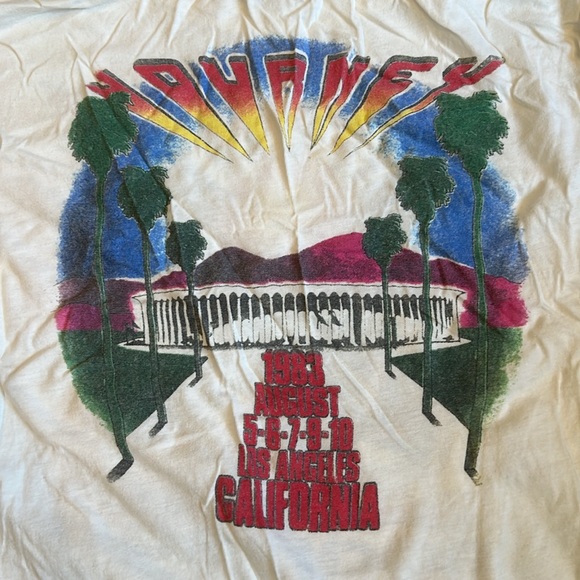 JOURNEY
1983
AUGUST
5-6-7-9-10
LOS ANGELES
CALIFORNIA